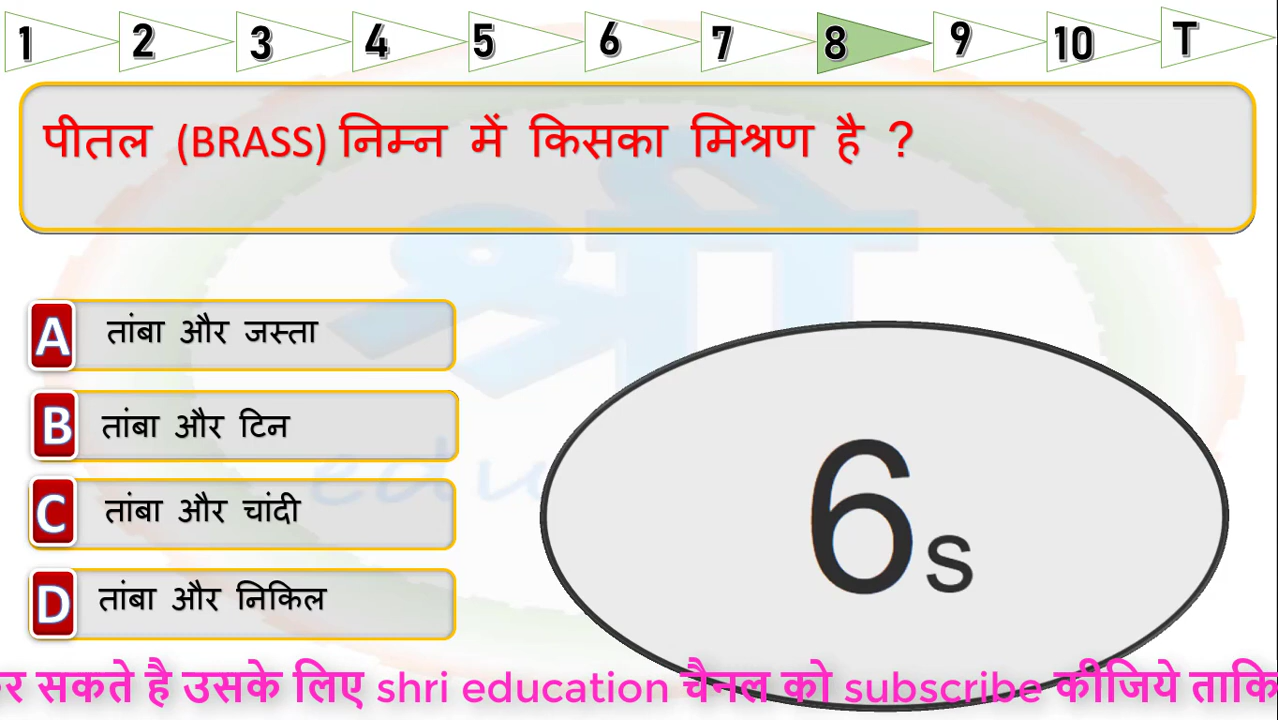 1 2 3 4 5 6 7 8 9 10 T
पीतल (BRASS) निम्न में किसका मिश्रण है ?
A तांबा और जस्ता
B तांबा और टिन
C तांबा और चांदी
D तांबा और निकिल
6s
श्री
edu
सकते है उसके लिए shri education चैनल को subscribe कीजिये ताकि